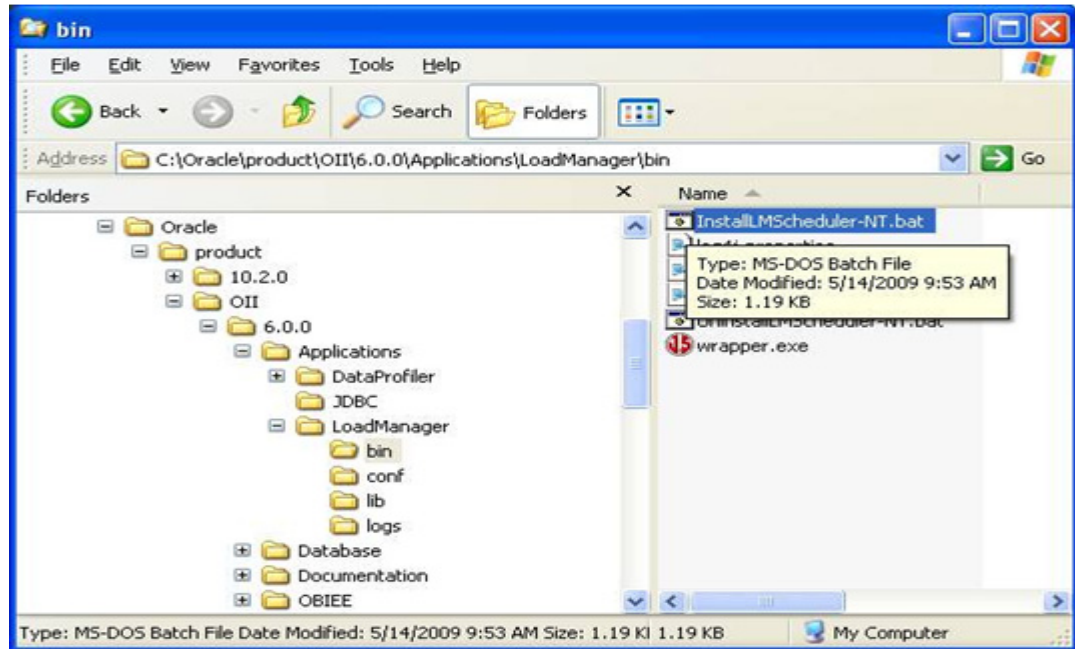 bin
File Edit View Favorites Tools Help
Back Search Folders
Address C:\Oracle\product\OII\6.0.0\Applications\LoadManager\bin Go
Folders x Name
Oracle
product
10.2.0
OII
6.0.0
Applications
DataProfiler
JDBC
LoadManager
bin
conf
lib
logs
Database
Documentation
OBIEE
InstallLMScheduler-NT.bat
Type: MS-DOS Batch File
Date Modified: 5/14/2009 9:53 AM
Size: 1.19 KB
UninstallLMScheduler-NT.bat
wrapper.exe
Type: MS-DOS Batch File Date Modified: 5/14/2009 9:53 AM Size: 1.19 KI 1.19 KB My Computer